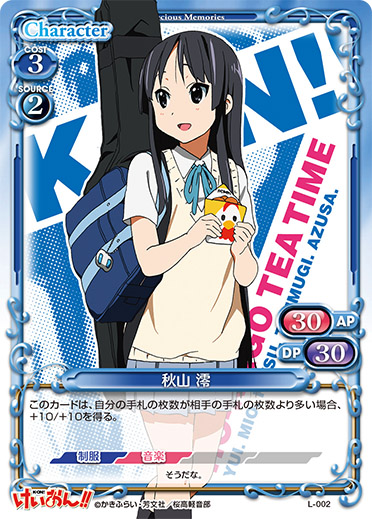 Precious Memories
Character
COST
3
SOURCE
2
K-ON!
HO-KAGO TEA TIME
YUI. MIO. RITSU. TSUMUGI. AZUSA.
30 AP
DP 30
秋山 澪
このカードは、自分の手札の枚数が相手の手札の枚数より多い場合、
+10/+10を得る。
制服 音楽
そうだな。
K-ON!
けいおん!!
©かきふらい・芳文社/桜高軽音部
L-002